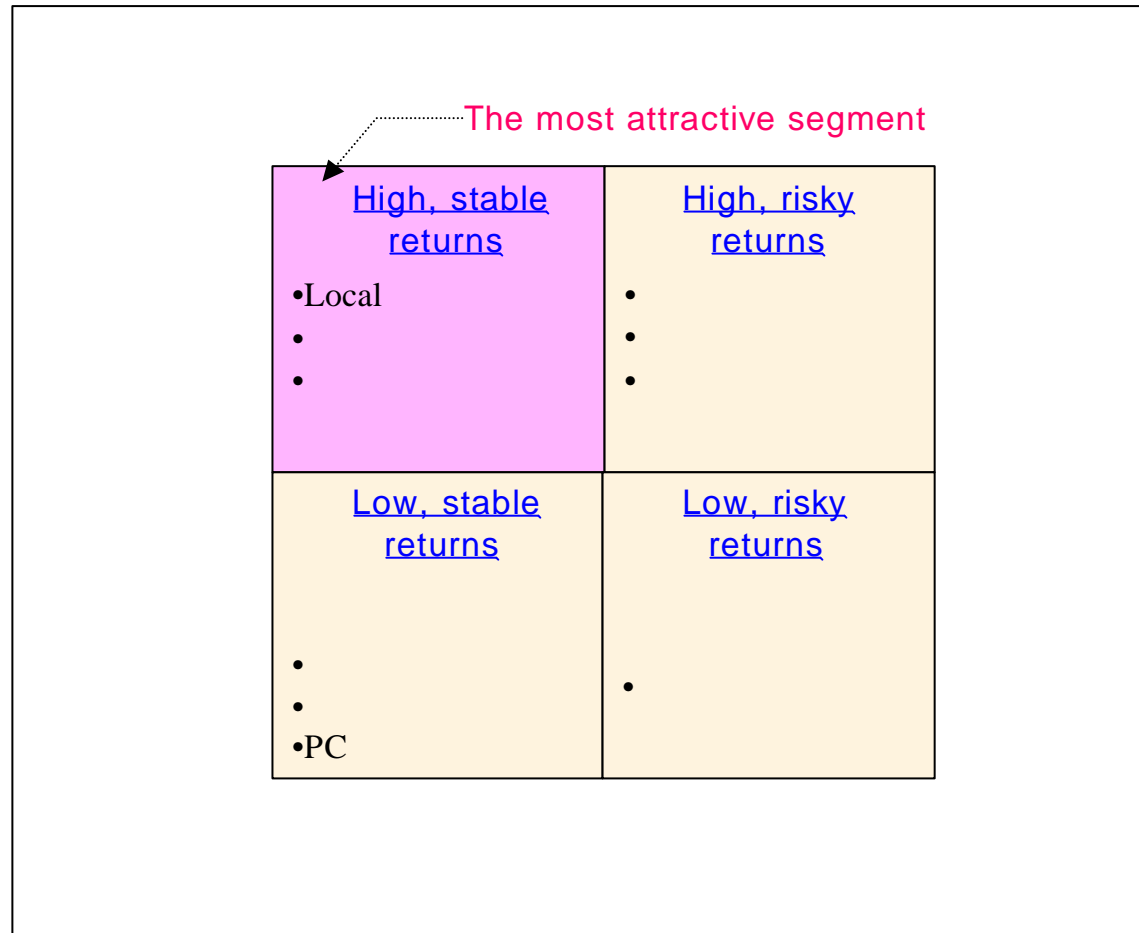 The most attractive segment
High, stable
returns
•Local
•
•
High, risky
returns
•
•
•
Low, stable
returns
•
•
•PC
Low, risky
returns
•